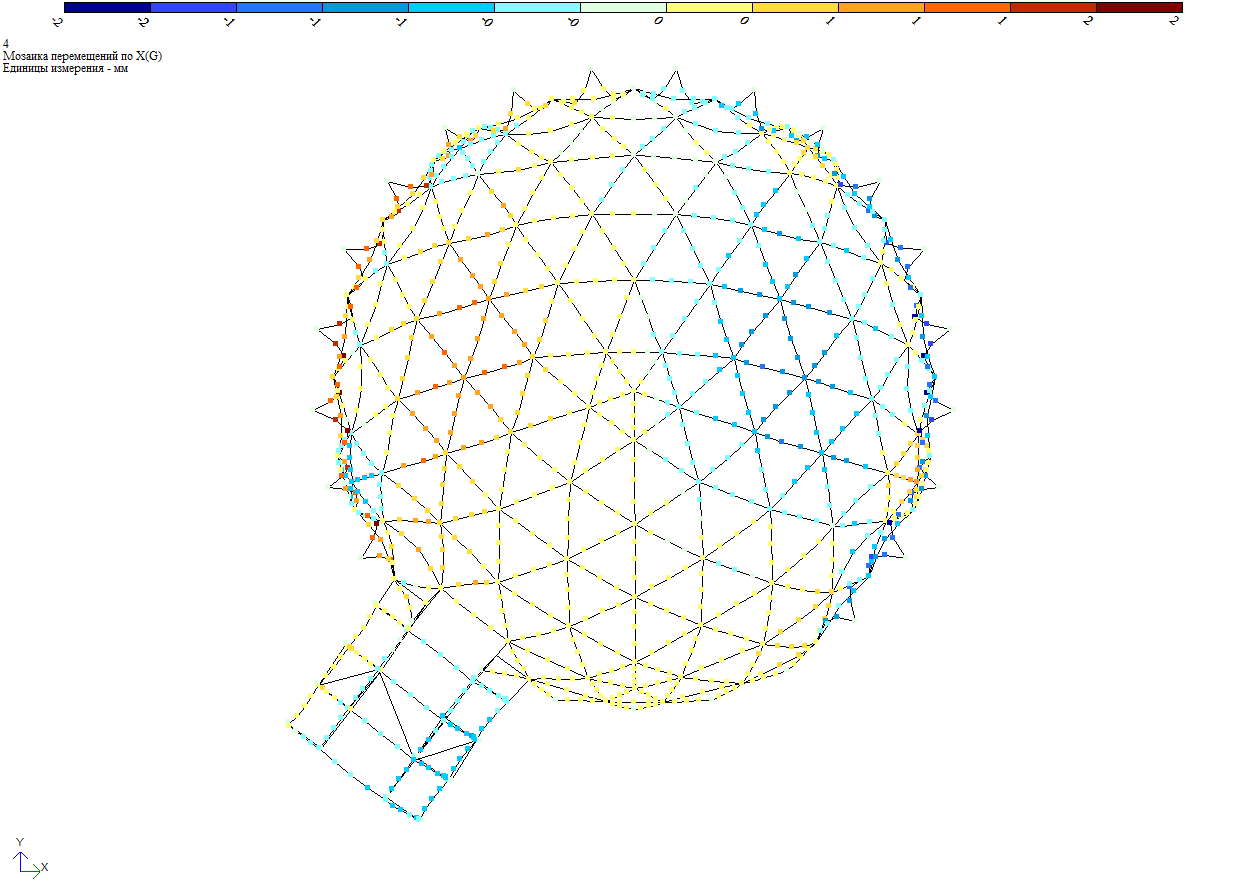 -2 -2 -1 -1 -1 -0 -0 0 0 1 1 1 2 2
4
Мозаика перемещений по X(G)
Единицы измерения - мм
Y
X